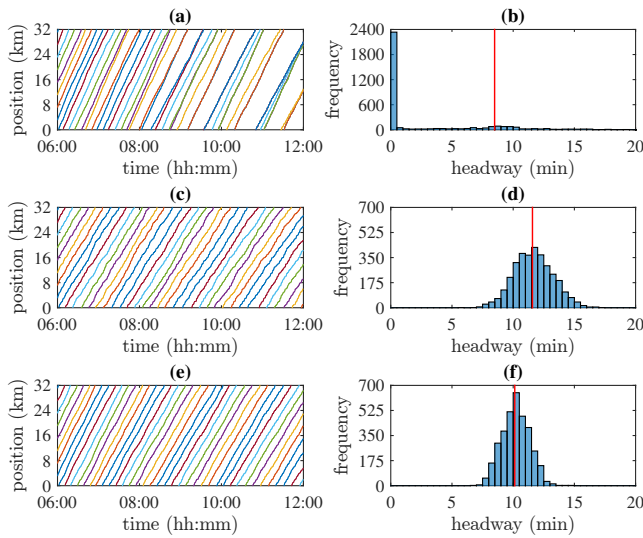 (a)
32
24
16
8
0
position (km)
06:00 08:00 10:00 12:00
time (hh:mm)
(b)
2400
1800
1200
600
0
frequency
0 5 10 15 20
headway (min)
(c)
32
24
16
8
0
position (km)
06:00 08:00 10:00 12:00
time (hh:mm)
(d)
700
525
350
175
0
frequency
0 5 10 15 20
headway (min)
(e)
32
24
16
8
0
position (km)
06:00 08:00 10:00 12:00
time (hh:mm)
(f)
700
525
350
175
0
frequency
0 5 10 15 20
headway (min)